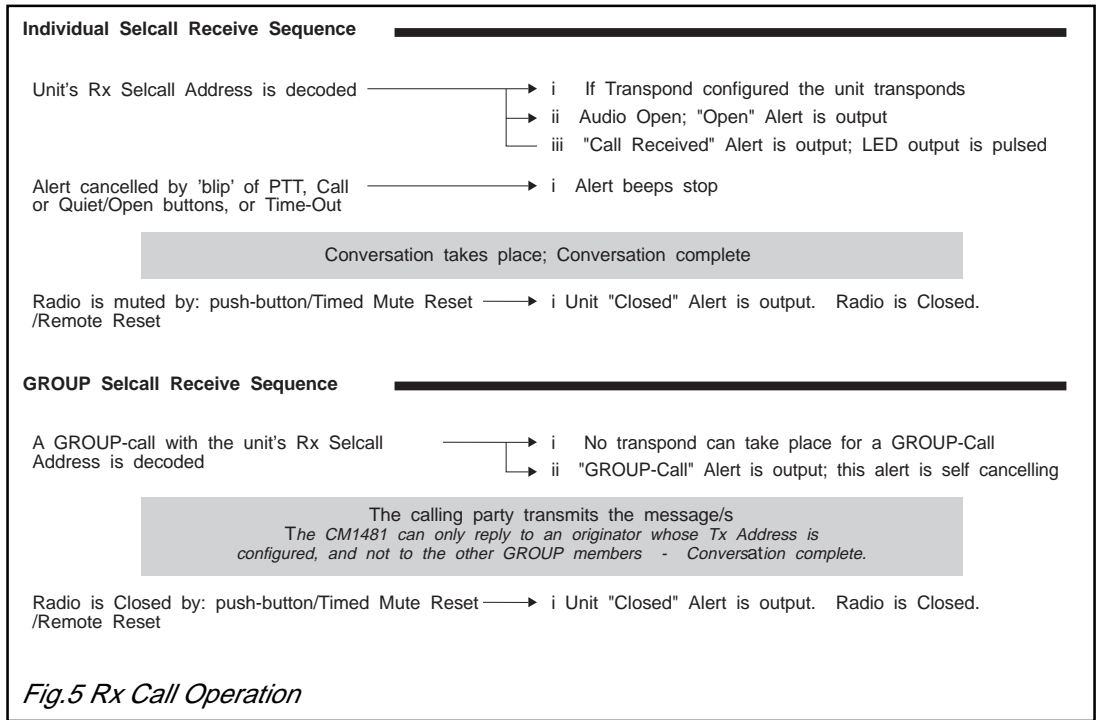 Individual Selcall Receive Sequence
Unit's Rx Selcall Address is decoded
i If Transpond configured the unit transponds
ii Audio Open; "Open" Alert is output
iii "Call Received" Alert is output; LED output is pulsed
Alert cancelled by 'blip' of PTT, Call
or Quiet/Open buttons, or Time-Out
i Alert beeps stop
Conversation takes place; Conversation complete
Radio is muted by: push-button/Timed Mute Reset
/Remote Reset
i Unit "Closed" Alert is output. Radio is Closed.
GROUP Selcall Receive Sequence
A GROUP-call with the unit's Rx Selcall
Address is decoded
i No transpond can take place for a GROUP-Call
ii "GROUP-Call" Alert is output; this alert is self cancelling
The calling party transmits the message/s
The CM1481 can only reply to an originator whose Tx Address is
configured, and not to the other GROUP members - Conversation complete.
Radio is Closed by: push-button/Timed Mute Reset
/Remote Reset
i Unit "Closed" Alert is output. Radio is Closed.
Fig.5 Rx Call Operation